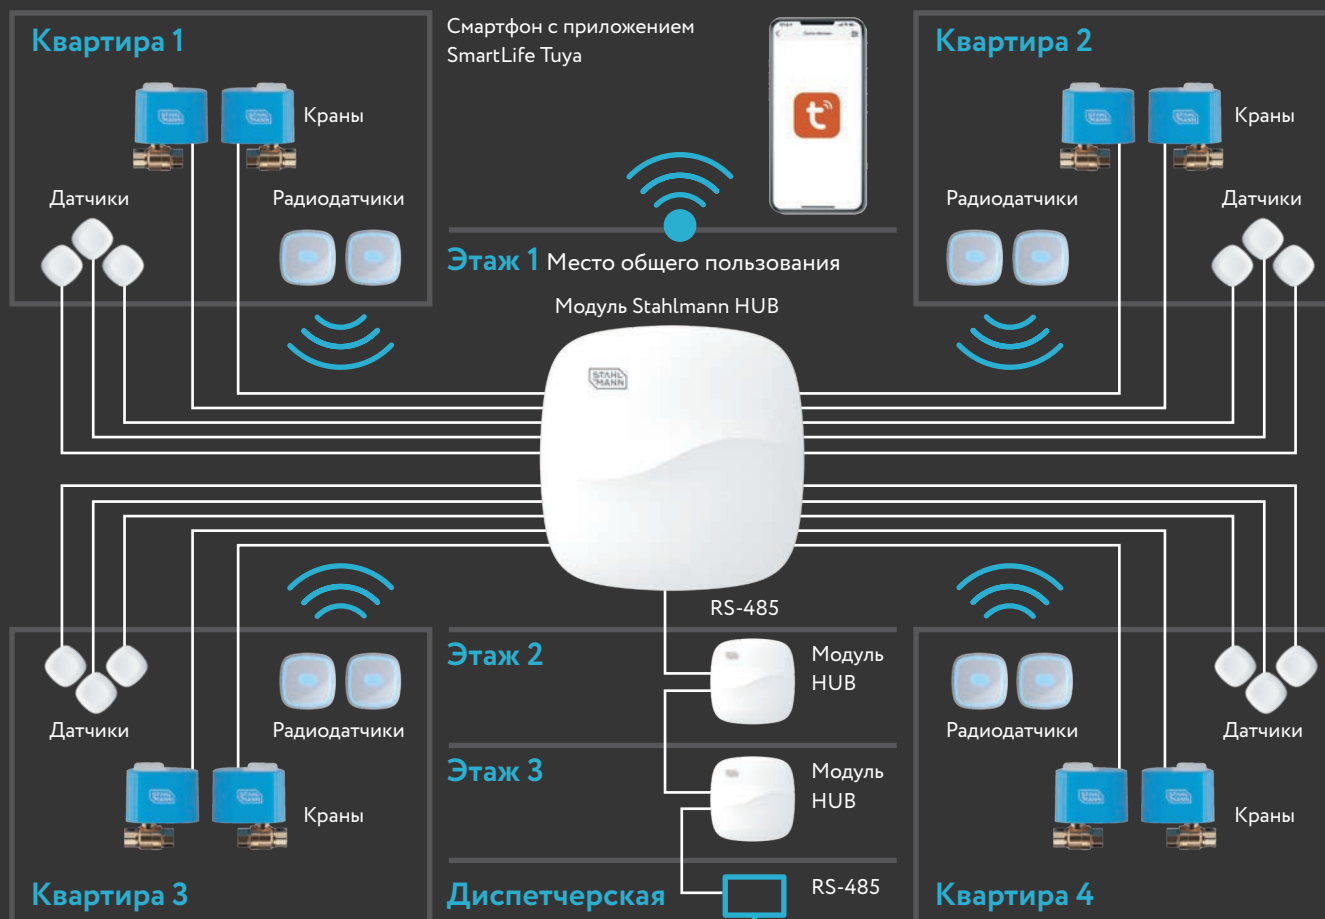 Квартира 1
Краны
Датчики
Радиодатчики
Смартфон с приложением
SmartLife Tuya
Квартира 2
Краны
Радиодатчики
Датчики
Этаж 1 Место общего пользования
Модуль Stahlmann HUB
STAHL
MANN
RS-485
Этаж 2
Модуль
HUB
Этаж 3
Модуль
HUB
Диспетчерская
RS-485
Датчики
Радиодатчики
Краны
Квартира 3
Радиодатчики
Датчики
Краны
Квартира 4